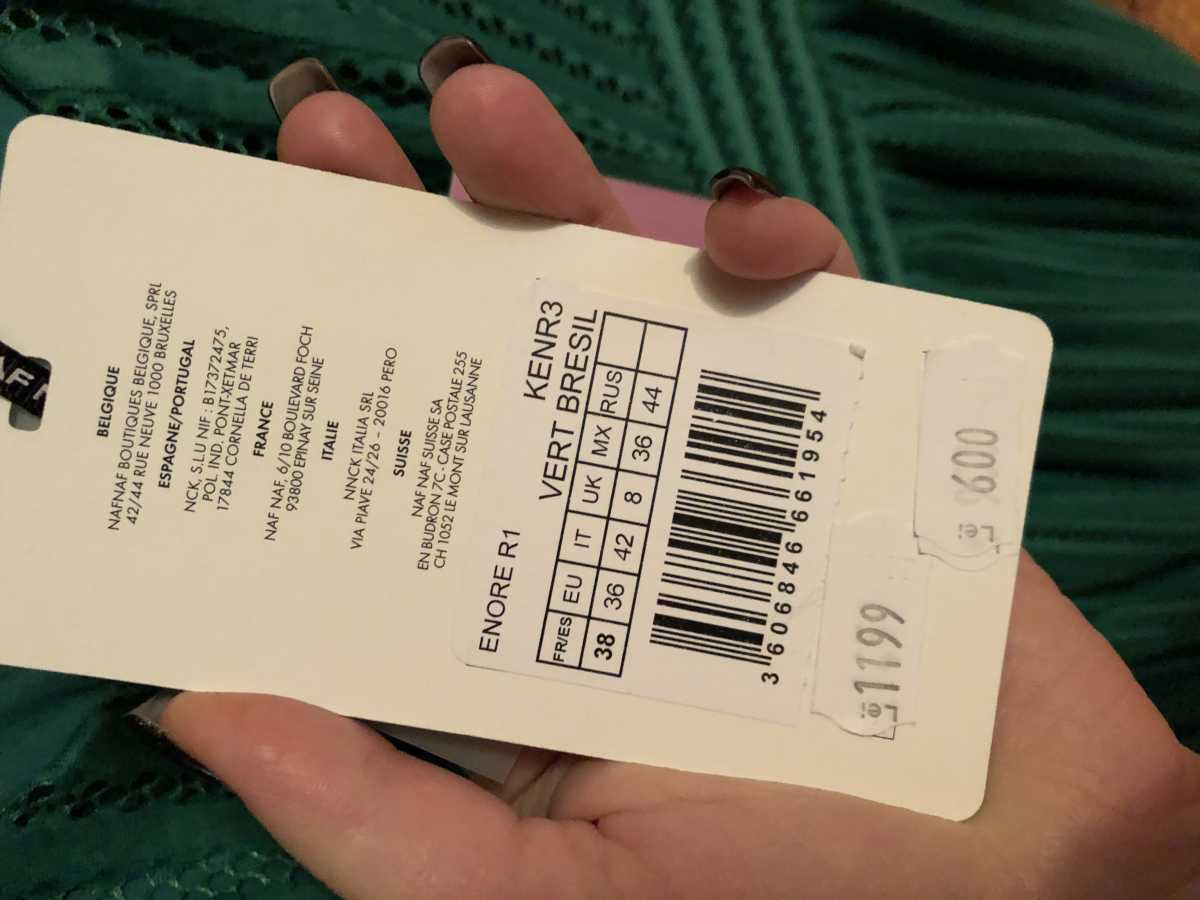 BELGIQUE
NAFNAF BOUTIQUES BELGIQUE, SPRL
42/44 RUE NEUVE 1000 BRUXELLES
ESPAGNE/PORTUGAL
NCK, S.LU NIF : B17372475,
POL IND. PONT-XETMAR
17844 CORNELLA DE TERRI
FRANCE
NAF NAF, 6/10 BOULEVARD FOCH
93800 EPINAY SUR SEINE
ITALIE
NNCK ITALIA SRL
VIA PIAVE 24/26 - 20016 PERO
SUISSE
NAF NAF SUISSE SA
EN BUDRON 7C - CASE POSTALE 255
CH 1052 LE MONT SUR LAUSANNE
KENR3
ENORE R1 VERT BRESIL
FR/ES EU IT UK MX RUS
38 36 42 8 36 44
3 606846 661954
1199
600